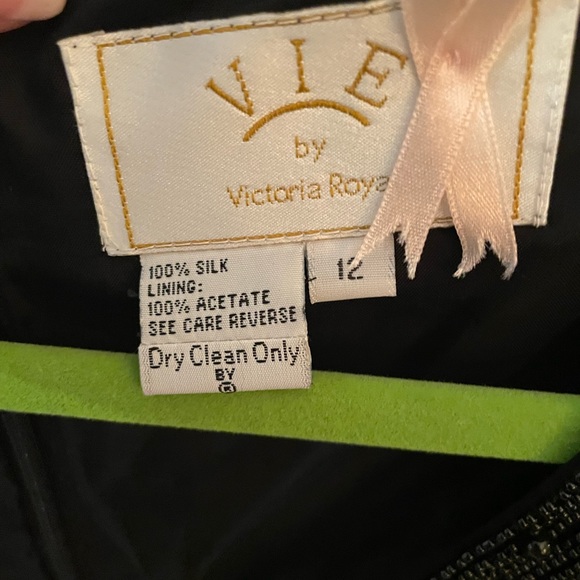 VIE
by
Victoria Roya
100% SILK
LINING:
100% ACETATE
SEE CARE REVERSE
12
Dry Clean Only
BY
®